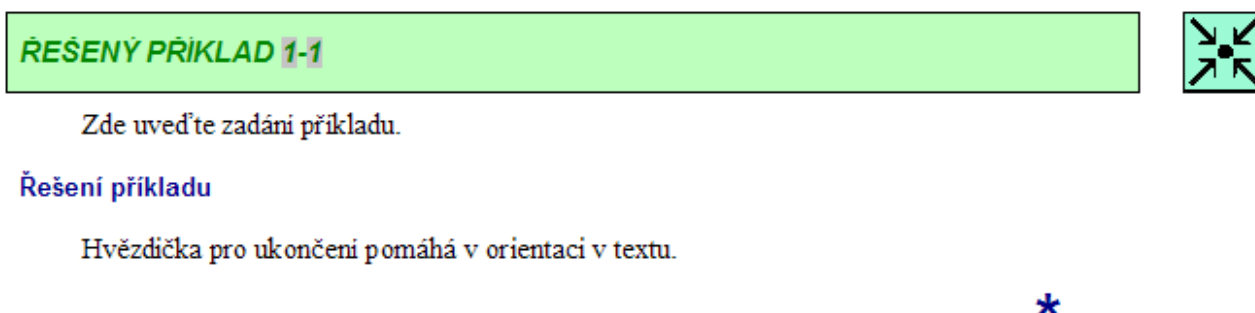 ŘEŠENÝ PŘÍKLAD 1-1
Zde uveďte zadání příkladu.
Řešení příkladu
Hvězdička pro ukončení pomáhá v orientaci v textu.
*